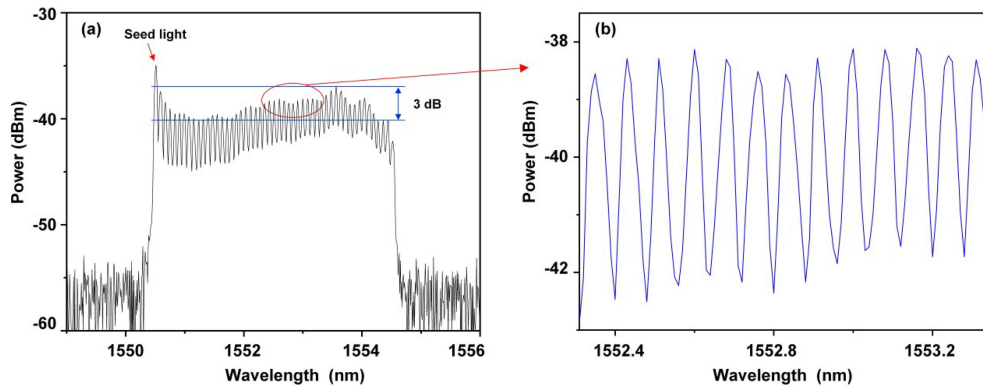 (a)
Seed light
3 dB
-30
-40
-50
-60
Power (dBm)
1550
1552
1554
1556
Wavelength (nm)
(b)
-38
-40
-42
Power (dBm)
1552.4
1552.8
1553.2
Wavelength (nm)